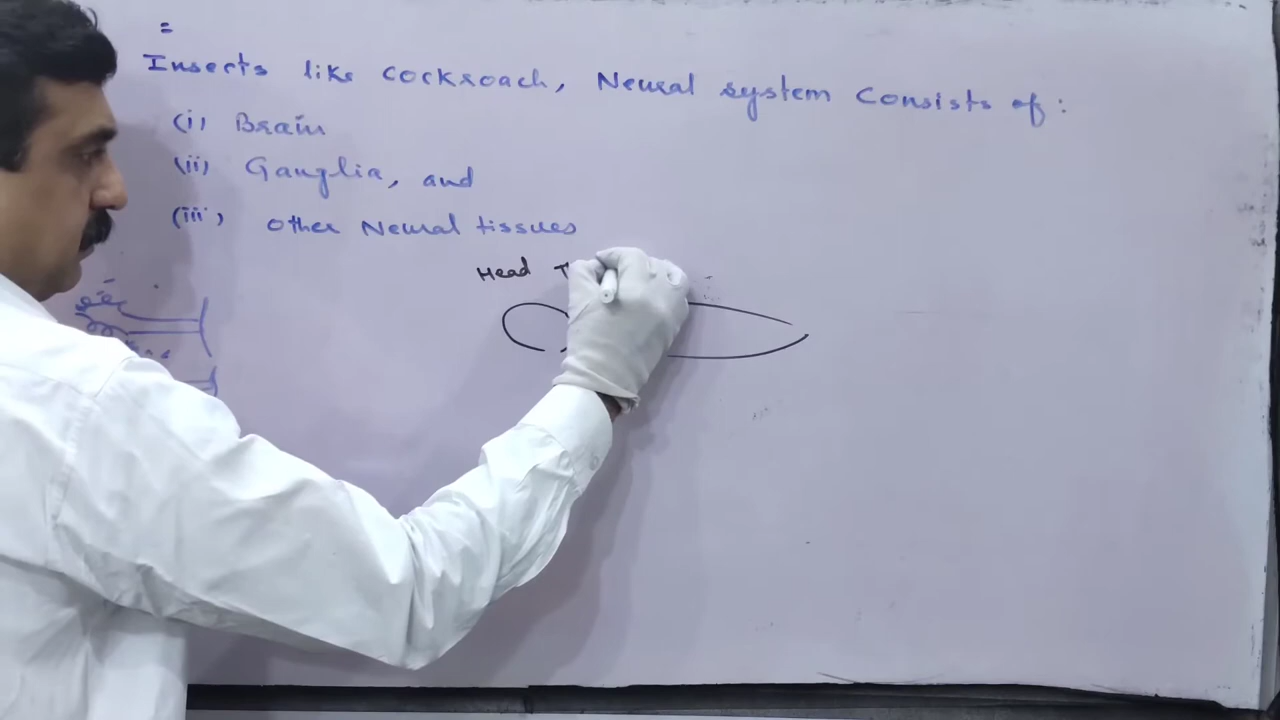 =
Insects like Cockroach, Neural system Consists of :
(i) Brain
(ii) Ganglia, and
(iii) other Neural tissues
Head T